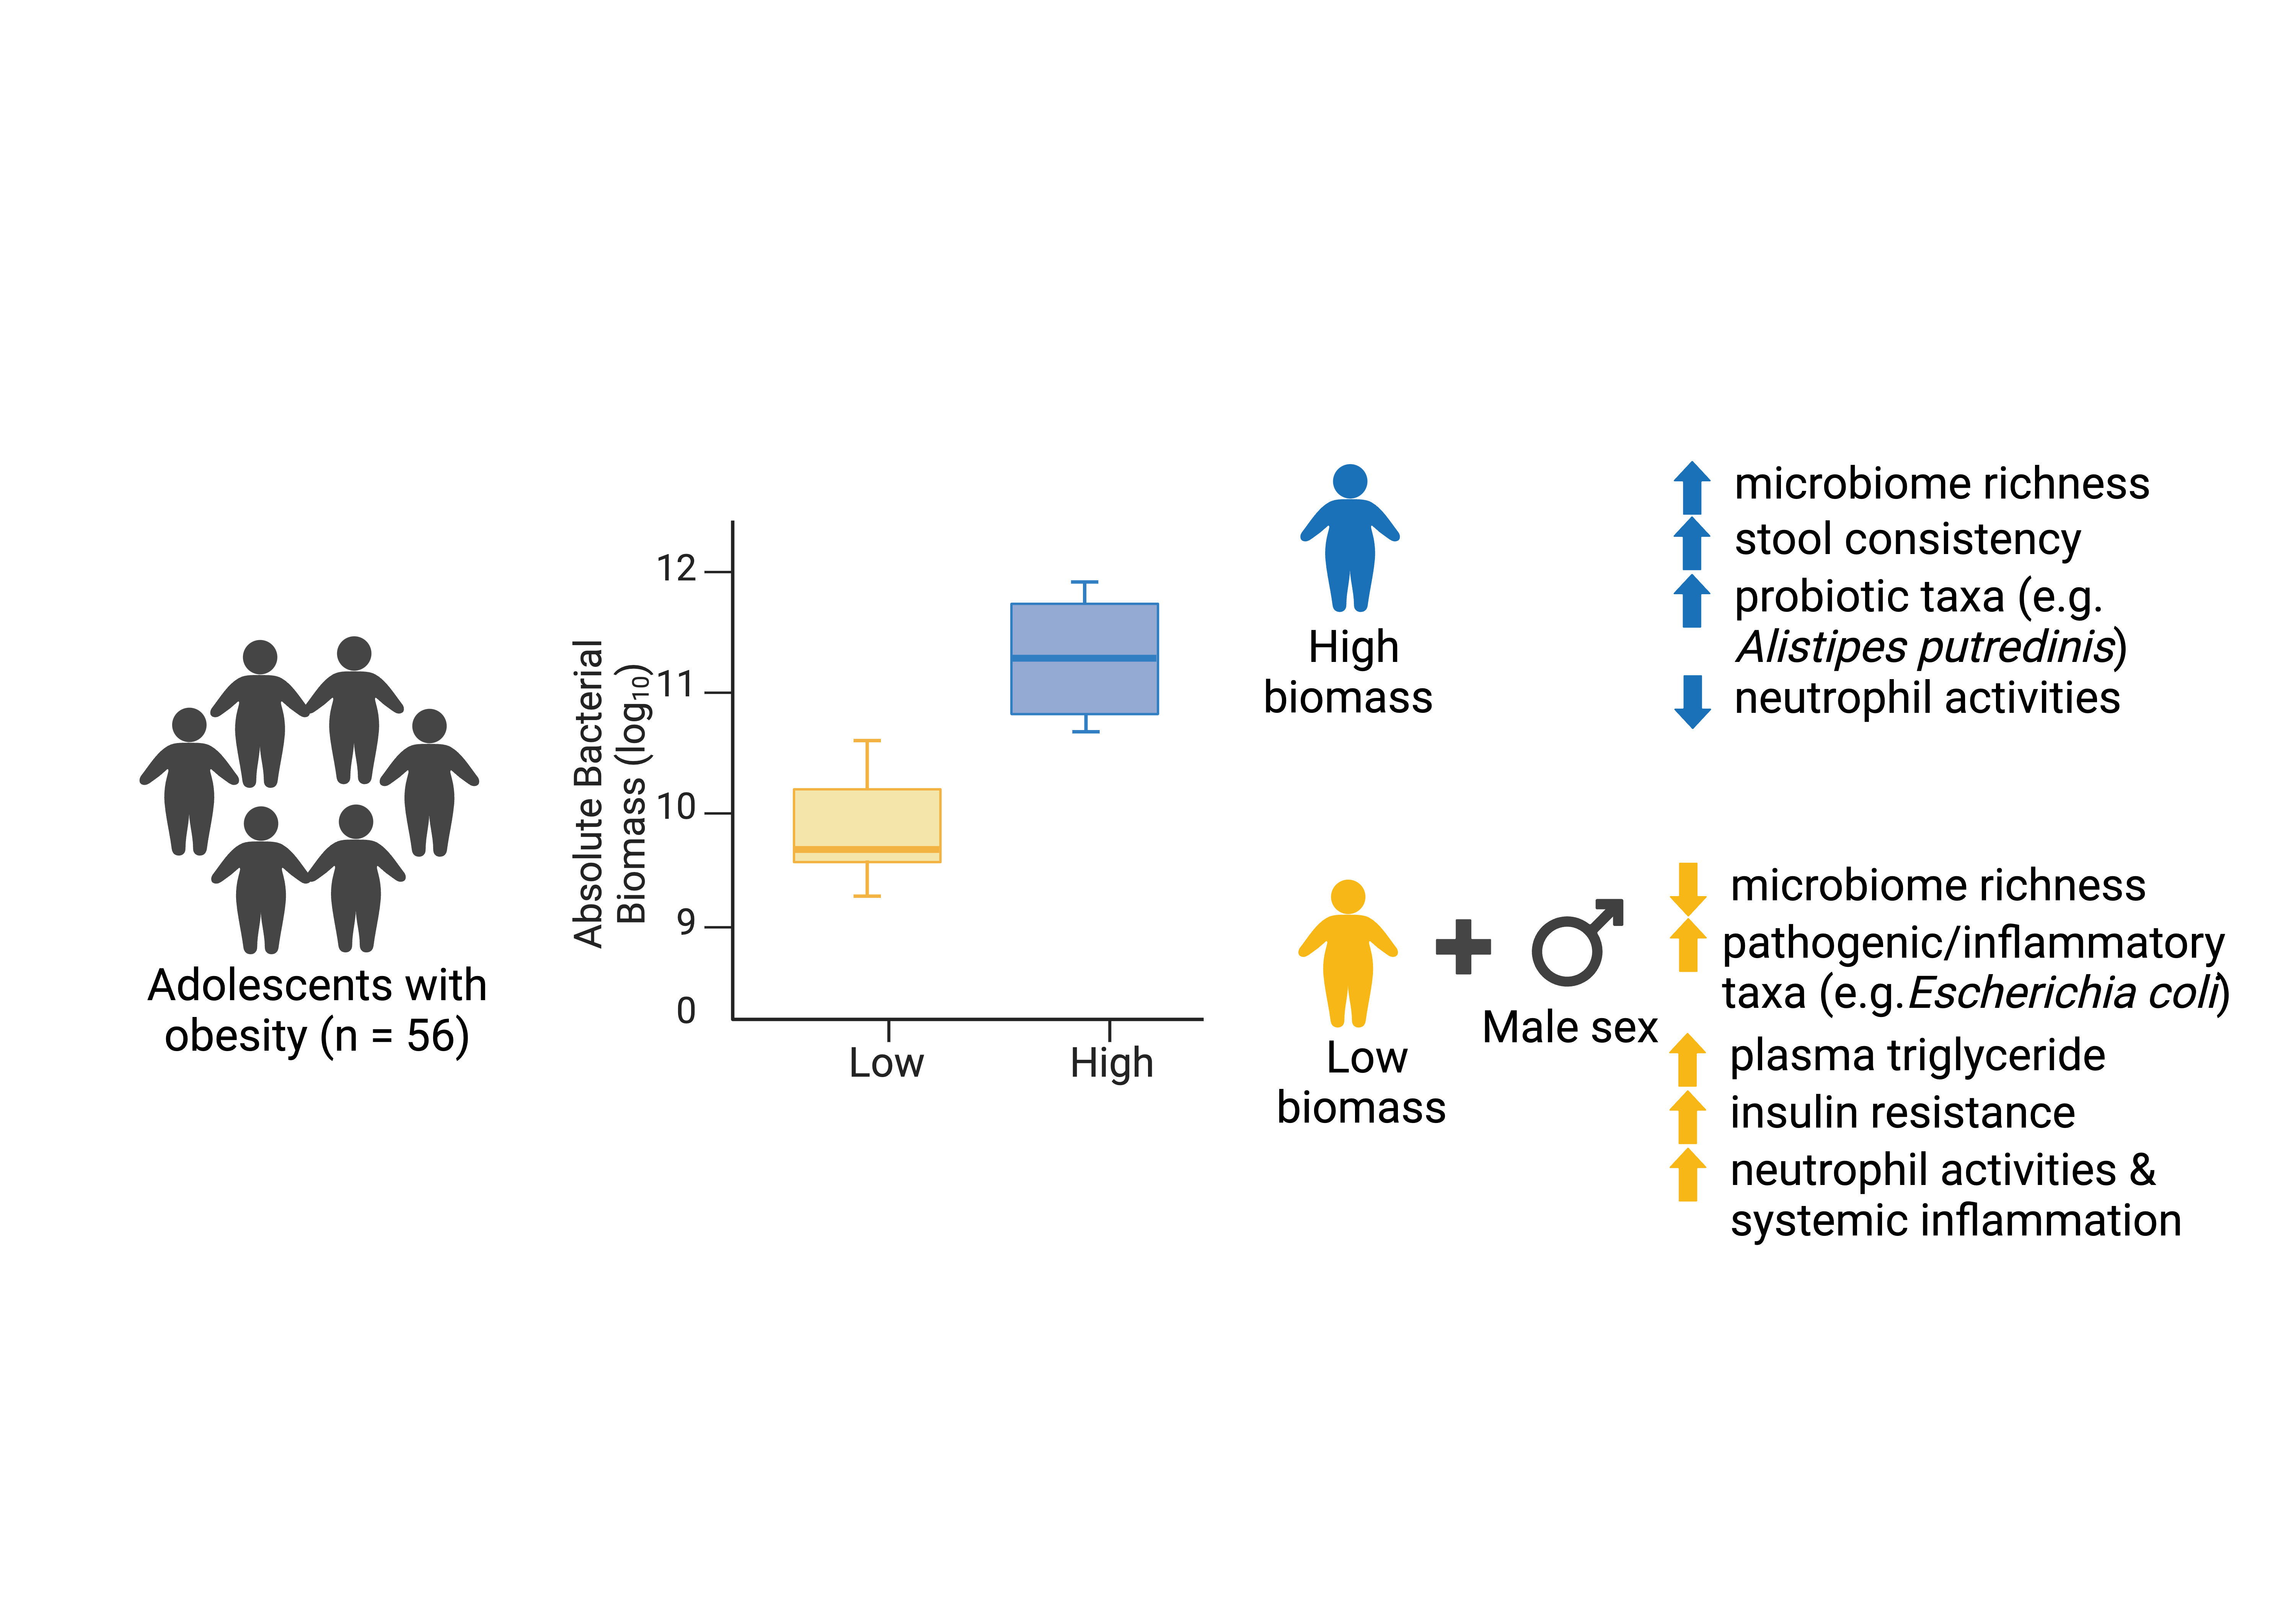 Adolescents with
obesity (n = 56)
Absolute Bacterial
Biomass (log₁₀)
12
11
10
9
0
Low
High
High
biomass
microbiome richness
stool consistency
probiotic taxa (e.g.
Alistipes putredinis)
neutrophil activities
Low
biomass
Male sex
microbiome richness
pathogenic/inflammatory
taxa (e.g.Escherichia coli)
plasma triglyceride
insulin resistance
neutrophil activities &
systemic inflammation